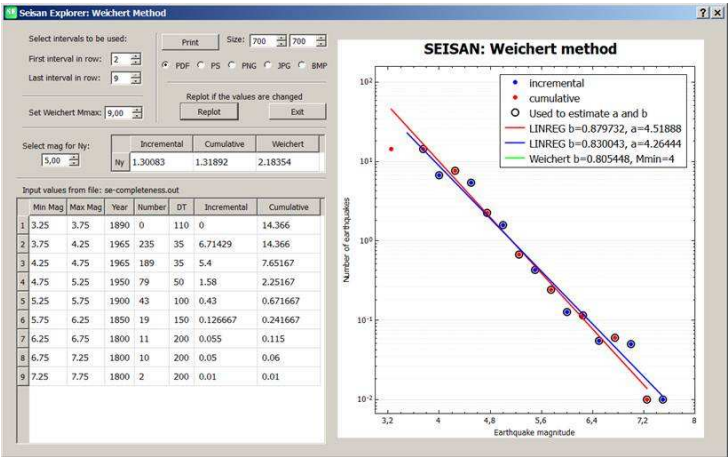 SE Seisan Explorer: Weichert Method ? x
Select intervals to be used:
First interval in row: 2
Last interval in row: 9
Set Weichert Mmax: 9,00
Print Size: 700 700
PDF PS PNG JPG BMP
Replot if the values are changed
Replot Exit
Select mag for Ny:
5,00
Incremental Cumulative Weichert
Ny 1.30083 1.31892 2.18354
Input values from file: se-completeness.out
Min Mag Max Mag Year Number DT Incremental Cumulative
1 3.25 3.75 1890 0 110 0 14.366
2 3.75 4.25 1965 235 35 6.71429 14.366
3 4.25 4.75 1965 189 35 5.4 7.65167
4 4.75 5.25 1950 79 50 1.58 2.25167
5 5.25 5.75 1900 43 100 0.43 0.671667
6 5.75 6.25 1850 19 150 0.126667 0.241667
7 6.25 6.75 1800 11 200 0.055 0.115
8 6.75 7.25 1800 10 200 0.05 0.06
9 7.25 7.75 1800 2 200 0.01 0.01
SEISAN: Weichert method
incremental
cumulative
Used to estimate a and b
LINREG b=0.879732, a=4.51888
LINREG b=0.830043, a=4.26444
Weichert b=0.805448, Mmin=4
Number of earthquakes
10²
10¹
10⁰
10⁻¹
10⁻²
3,2 4 4,8 5,6 6,4 7,2 8
Earthquake magnitude